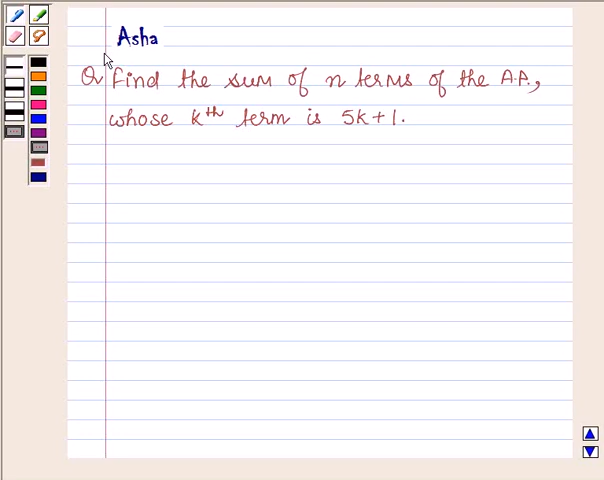 Asha
Q Find the sum of n terms of the A.P.,
whose kth term is 5k+1.